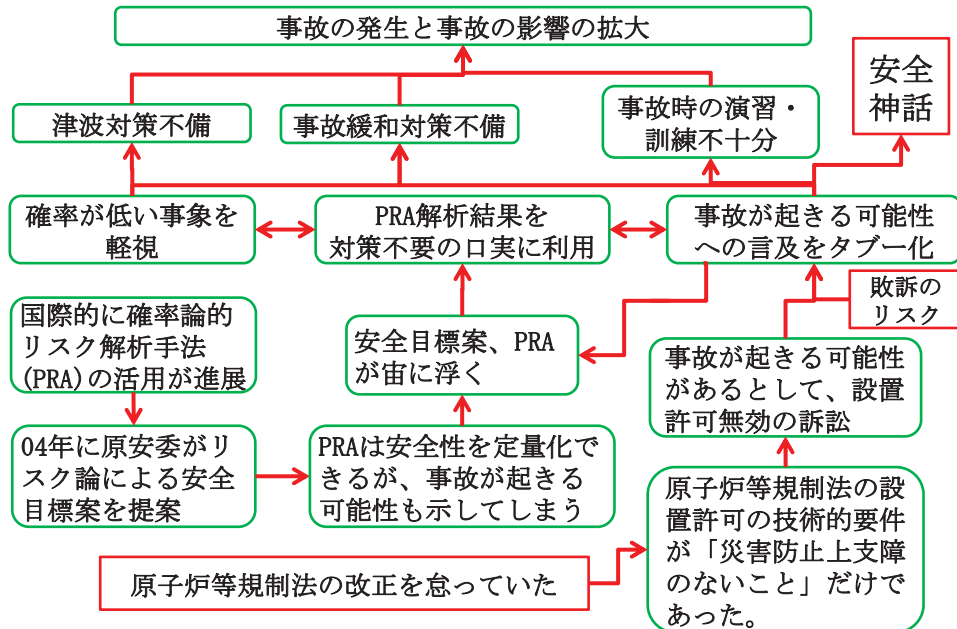 事故の発生と事故の影響の拡大
安全
神話
津波対策不備
事故緩和対策不備
事故時の演習・
訓練不十分
確率が低い事象を
軽視
PRA解析結果を
対策不要の口実に利用
事故が起きる可能性
への言及をタブー化
敗訴の
リスク
国際的に確率論的
リスク解析手法
(PRA)の活用が進展
安全目標案、PRA
が宙に浮く
事故が起きる可能性
があるとして、設置
許可無効の訴訟
04年に原安委がリ
スク論による安全
目標案を提案
PRAは安全性を定量化で
きるが、事故が起きる
可能性も示してしまう
原子炉等規制法の設
置許可の技術的要件
が「災害防止上支障
のないこと」だけで
あった。
原子炉等規制法の改正を怠っていた